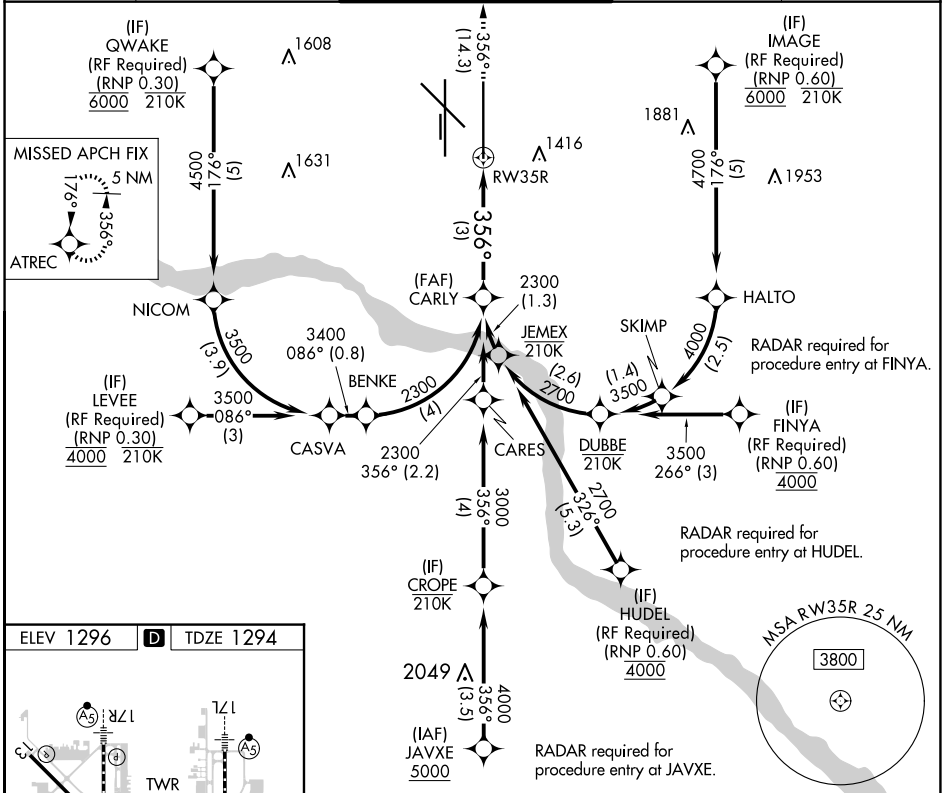 (IF)
QWAKE
(RF Required)
(RNP 0.30)
6000 210K
1608
356°
(14.3)
(IF)
IMAGE
(RF Required)
(RNP 0.60)
6000 210K
MISSED APCH FIX
5 NM
176°
356°
ATREC
4500
176°
(5)
1631
1416
RW35R
1881
4700
176°
(5)
1953
356°
(3)
NICOM
(FAF)
CARLY
2300
(1.3)
HALTO
3500
(3.9)
3400
086° (0.8)
JEMEX
210K
SKIMP
4000
(2.5)
RADAR required for
procedure entry at FINYA.
(IF)
LEVEE
(RF Required)
(RNP 0.30)
4000 210K
3500
086°
(3)
BENKE
CASVA
2300
(4)
2300
356° (2.2)
CARES
(2.6)
2700
(1.4)
3500
DUBBE
210K
3500
266° (3)
(IF)
FINYA
(RF Required)
(RNP 0.60)
4000
3000
356°
(4)
2700
326°
(5.3)
RADAR required for
procedure entry at HUDEL.
(IF)
CROPE
210K
(IF)
HUDEL
(RF Required)
(RNP 0.60)
4000
2049
4000
356°
(3.5)
(IAF)
JAVXE
5000
RADAR required for
procedure entry at JAVXE.
MSA RW35R 25 NM
3800
ELEV 1296 D TDZE 1294
A5
17R
17L
A5
13
P
P
TWR